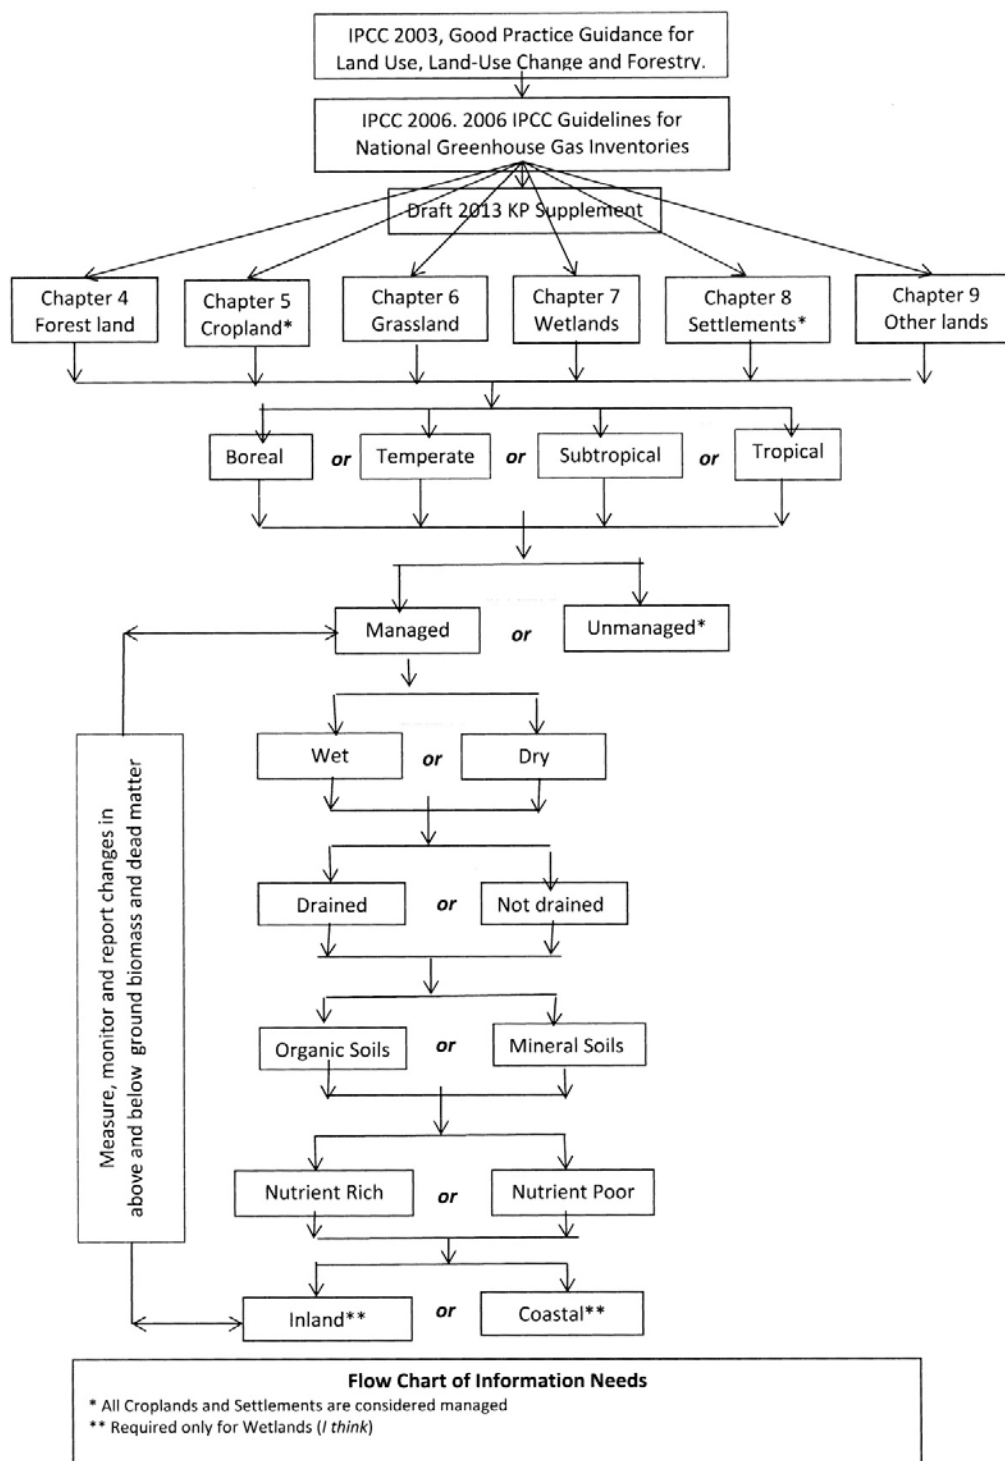 IPCC 2003, Good Practice Guidance for
Land Use, Land-Use Change and Forestry.
IPCC 2006. 2006 IPCC Guidelines for
National Greenhouse Gas Inventories
Draft 2013 KP Supplement
Chapter 4
Forest land
Chapter 5
Cropland*
Chapter 6
Grassland
Chapter 7
Wetlands
Chapter 8
Settlements*
Chapter 9
Other lands
Boreal or Temperate or Subtropical or Tropical
Managed or Unmanaged*
Wet or Dry
Measure, monitor and report changes in
above and below ground biomass and dead matter
Drained or Not drained
Organic Soils or Mineral Soils
Nutrient Rich or Nutrient Poor
Inland** or Coastal**
Flow Chart of Information Needs
* All Croplands and Settlements are considered managed
** Required only for Wetlands (I think)